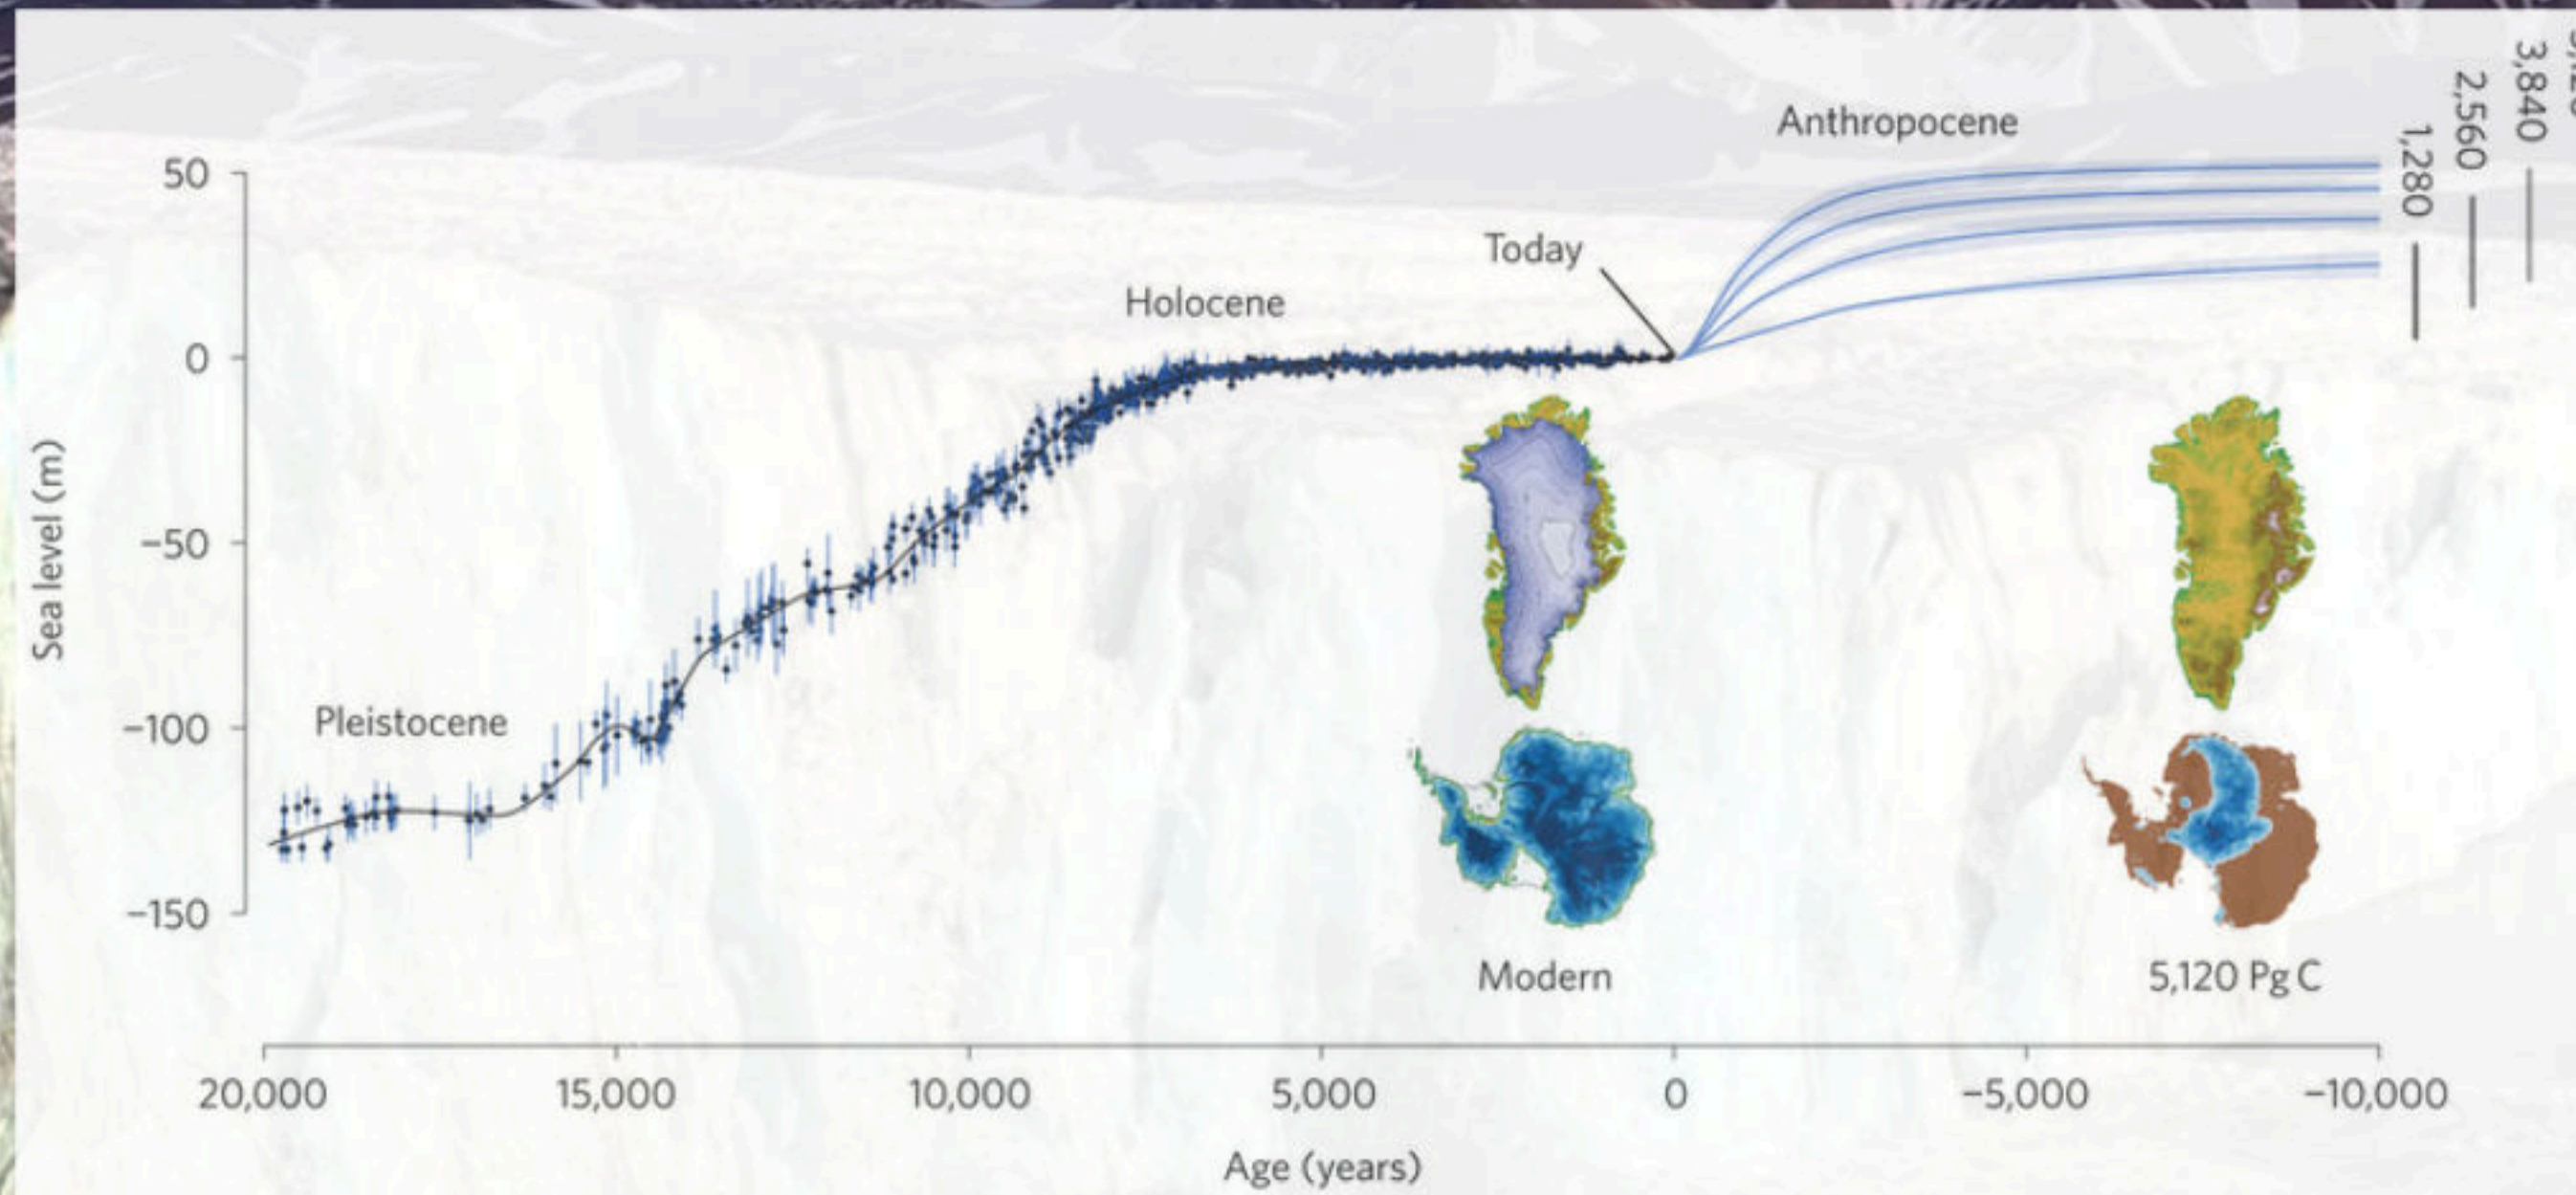 Anthropocene
50
Today
Holocene
0
Sea level (m)
−50
Pleistocene
−100
−150
Modern
5,120 Pg C
20,000
15,000
10,000
5,000
0
−5,000
−10,000
Age (years)
1,280
2,560
3,840